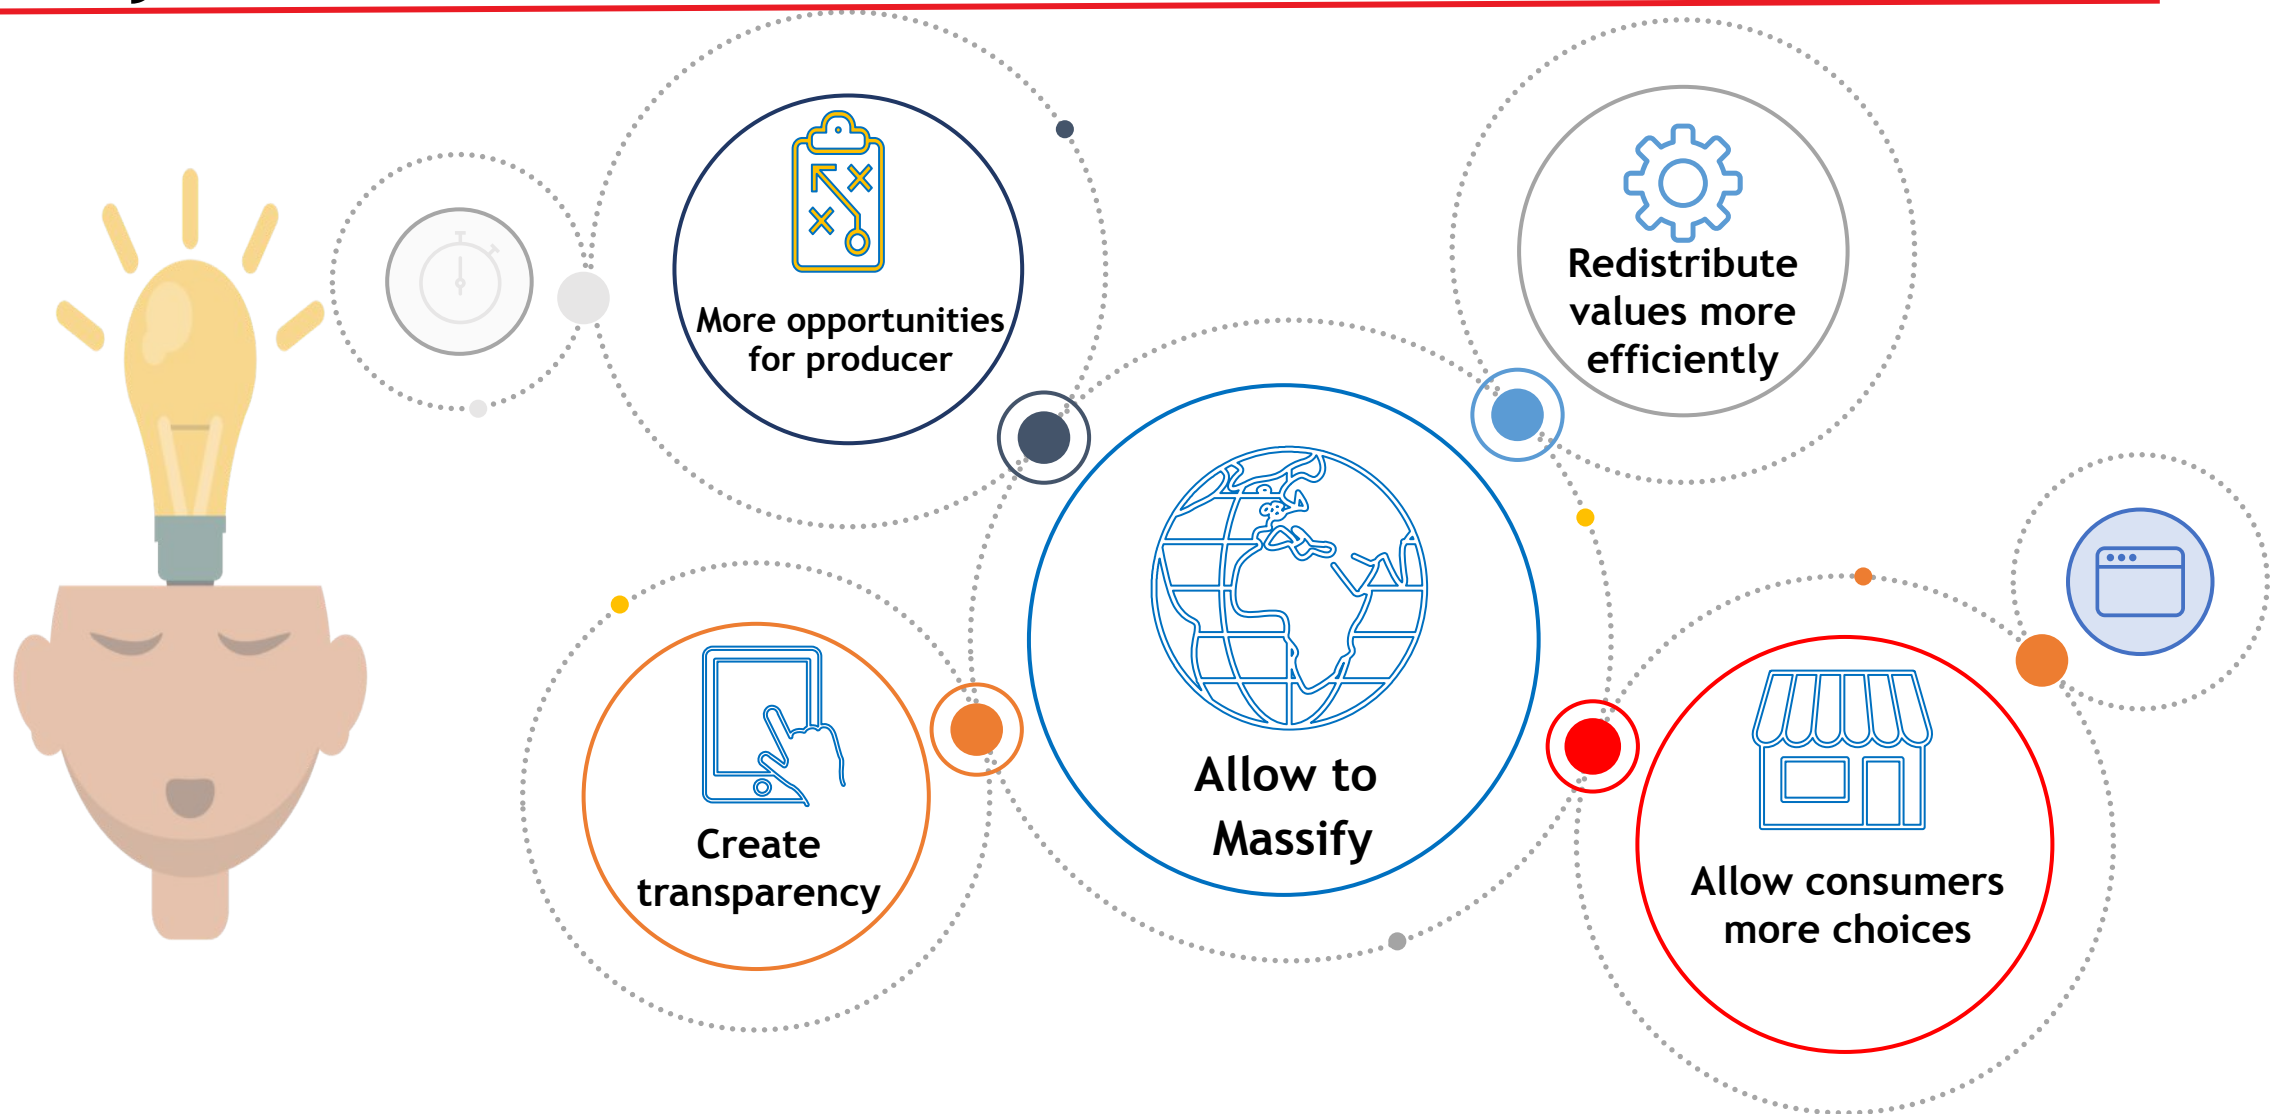 More opportunities
for producer
Redistribute
values more
efficiently
Allow to
Massify
Create
transparency
Allow consumers
more choices